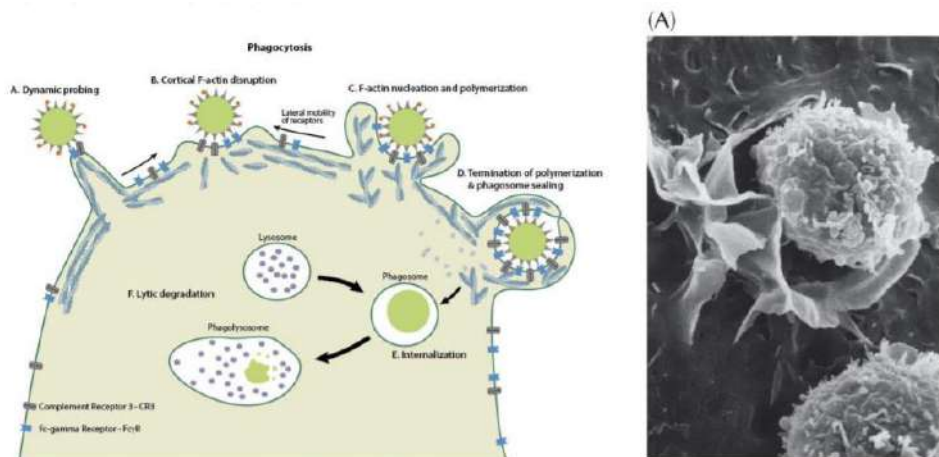 Phagocytosis
(A)
A. Dynamic probing
B. Cortical F-actin disruption
C. F-actin nucleation and polymerization
Lateral mobility
of receptors
D. Termination of polymerization
& phagosome sealing
Lysosome
Phagosome
F. Lytic degradation
Phagolysosome
E. Internalization
Complement Receptor 3 - CR3
Fc-gamma Receptor - FcγR